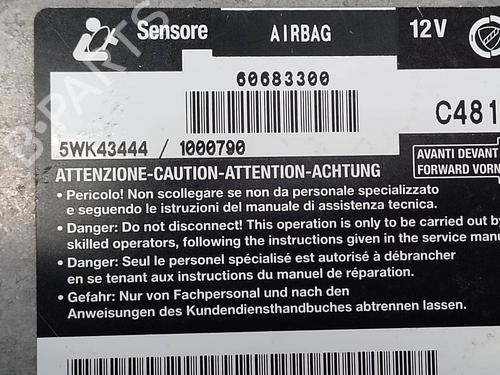 Sensore AIRBAG 12V
60683300
C481
5WK43444 / 1000790
AVANTI DEVANT
FORWARD VORN
ATTENZIONE-CAUTION-ATTENTION-ACHTUNG
• Pericolo! Non scollegare se non da personale specializzato
e seguendo le istruzioni del manuale di assistenza tecnica.
• Danger: Do not disconnect! This operation is only to be carried out by
skilled operators, following the instructions given in the service manu
• Danger: Seul le personel spécialisé est autorisé à débrancher
en se tenant aux instructions du manuel de réparation.
• Gefahr: Nur von Fachpersonal und nach den
Anweisungen des Kundendiensthandbuches abtrennen lassen.
B-PARTS